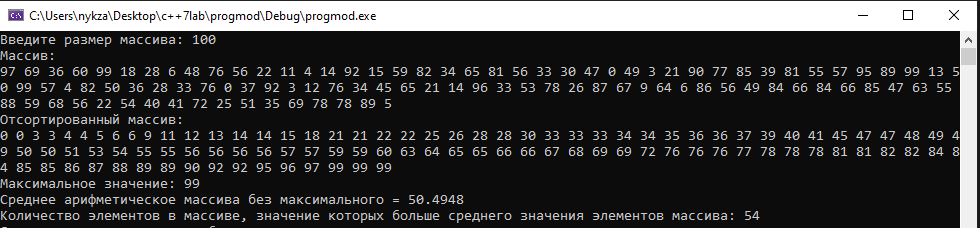 C:\Users\nykza\Desktop\c++7lab\progmod\Debug\progmod.exe
Введите размер массива: 100
Массив:
97 69 36 60 99 18 28 6 48 76 56 22 11 4 14 92 15 59 82 34 65 81 56 33 30 47 0 49 3 21 90 77 85 39 81 55 57 95 89 99 13 5
0 99 57 4 82 50 36 28 33 76 0 37 92 3 12 76 34 45 65 21 14 96 33 53 78 26 87 67 9 64 6 86 56 49 84 66 84 66 85 47 63 55
88 59 68 56 22 54 40 41 72 25 51 35 69 78 78 89 5
Отсортированный массив:
0 0 3 3 4 4 5 6 6 9 11 12 13 14 14 15 18 21 21 22 22 25 26 28 28 30 33 33 33 34 34 35 36 36 37 39 40 41 45 47 47 48 49 4
9 50 50 51 53 54 55 55 56 56 56 56 57 57 59 59 60 63 64 65 65 66 66 67 68 69 69 72 76 76 76 77 78 78 78 81 81 82 82 84 8
4 85 85 86 87 88 89 89 90 92 92 95 96 97 99 99 99
Максимальное значение: 99
Среднее арифметическое массива без максимального = 50.4948
Количество элементов в массиве, значение которых больше среднего значения элементов массива: 54